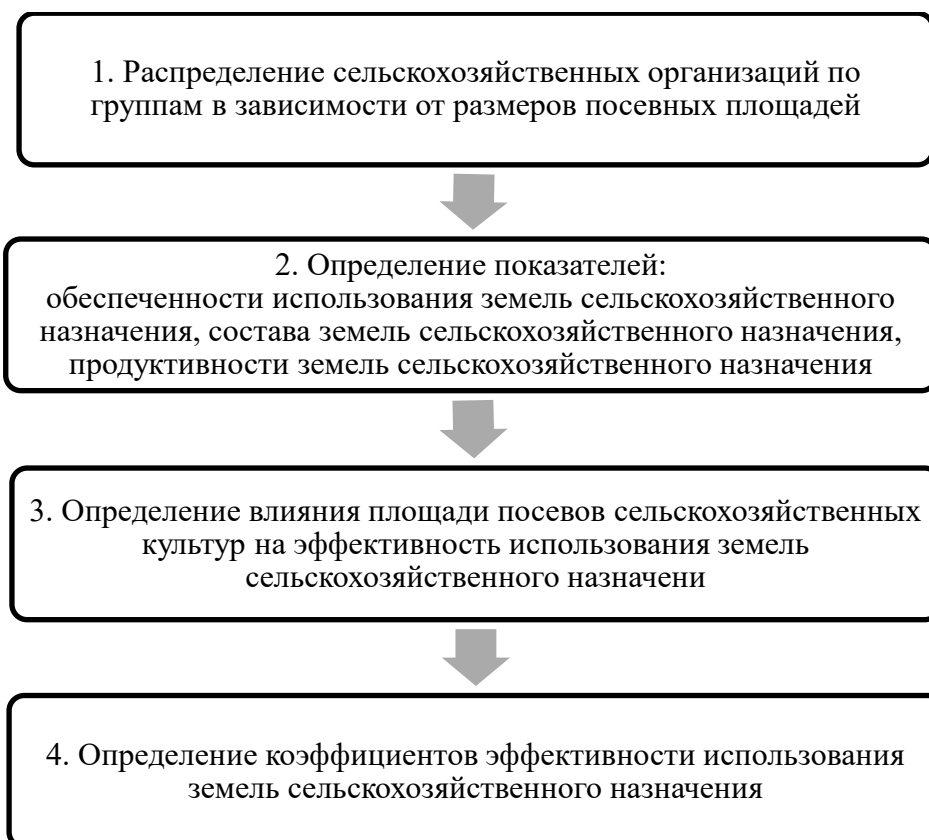 1. Распределение сельскохозяйственных организаций по
группам в зависимости от размеров посевных площадей
2. Определение показателей:
обеспеченности использования земель сельскохозяйственного
назначения, состава земель сельскохозяйственного назначения,
продуктивности земель сельскохозяйственного назначения
3. Определение влияния площади посевов сельскохозяйственных
культур на эффективность использования земель
сельскохозяйственного назначени
4. Определение коэффициентов эффективности использования
земель сельскохозяйственного назначения